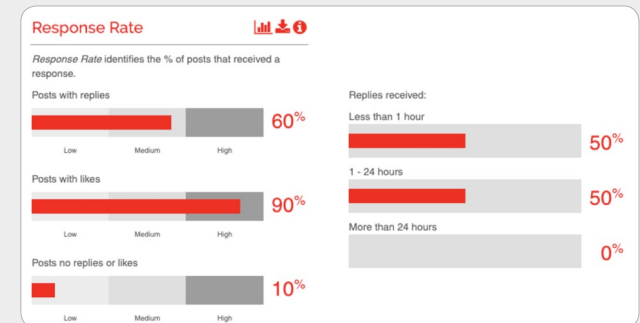 Response Rate
Response Rate identifies the % of posts that received a
response.
Posts with replies
60%
Low Medium High
Posts with likes
90%
Low Medium High
Posts no replies or likes
10%
Low Medium High
Replies received:
Less than 1 hour
50%
1 - 24 hours
50%
More than 24 hours
0%